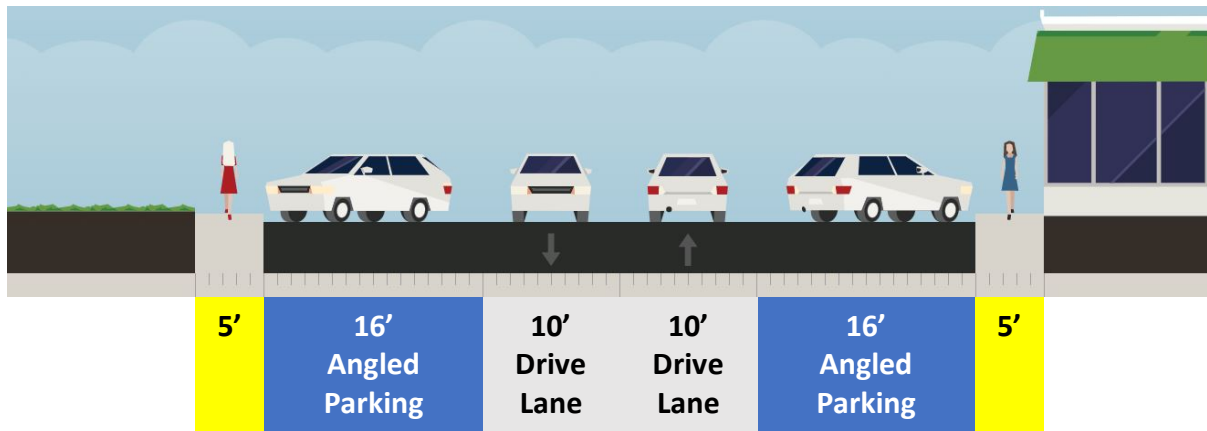 5’
16’
Angled
Parking
10’
Drive
Lane
10’
Drive
Lane
16’
Angled
Parking
5’